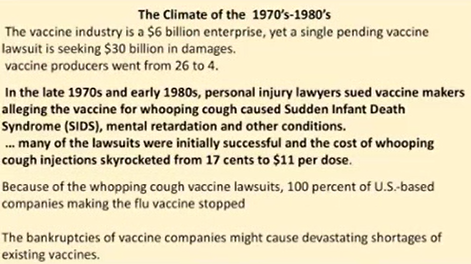 The Climate of the 1970's-1980's
The vaccine industry is a $6 billion enterprise, yet a single pending vaccine
lawsuit is seeking $30 billion in damages.
vaccine producers went from 26 to 4.
In the late 1970s and early 1980s, personal injury lawyers sued vaccine makers
alleging the vaccine for whooping cough caused Sudden Infant Death
Syndrome (SIDS), mental retardation and other conditions.
... many of the lawsuits were initially successful and the cost of whooping
cough injections skyrocketed from 17 cents to $11 per dose.
Because of the whopping cough vaccine lawsuits, 100 percent of U.S.-based
companies making the flu vaccine stopped
The bankruptcies of vaccine companies might cause devastating shortages of
existing vaccines.